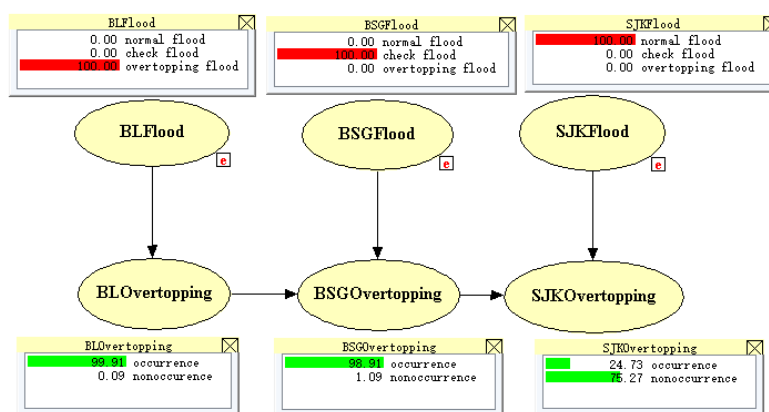 BLFlood
0.00 normal flood
0.00 check flood
100.00 overtopping flood
BSGFlood
0.00 normal flood
100.00 check flood
0.00 overtopping flood
SJKFlood
100.00 normal flood
0.00 check flood
0.00 overtopping flood
BLFlood
e
BSGFlood
e
SJKFlood
e
BLOvertopping
BSGOvertopping
SJKOvertopping
BLOvertopping
99.91 occurrence
0.09 nonoccurence
BSGOvertopping
98.91 occurrence
1.09 nonoccurrence
SJKOvertopping
24.73 occurrence
75.27 nonoccurrence